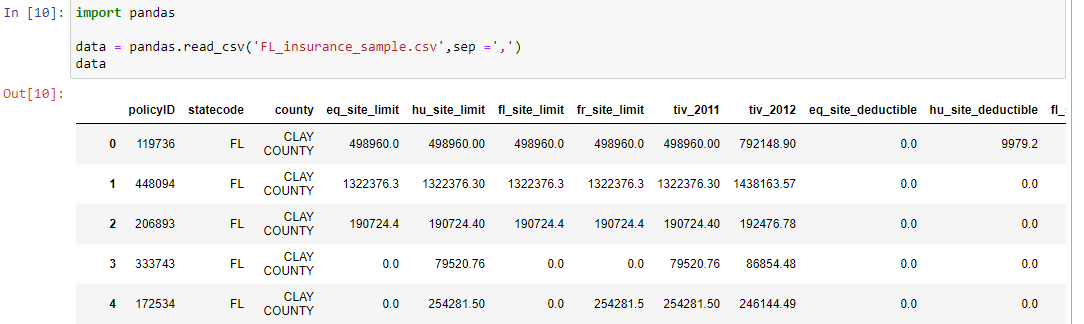 In [10]: import pandas
data = pandas.read_csv('FL_insurance_sample.csv',sep =',')
data
Out[10]:
policyID statecode county eq_site_limit hu_site_limit fl_site_limit fr_site_limit tiv_2011 tiv_2012 eq_site_deductible hu_site_deductible fl_
0 119736 FL CLAY COUNTY 498960.0 498960.00 498960.0 498960.0 498960.00 792148.90 0.0 9979.2
1 448094 FL CLAY COUNTY 1322376.3 1322376.30 1322376.3 1322376.3 1322376.30 1438163.57 0.0 0.0
2 206893 FL CLAY COUNTY 190724.4 190724.40 190724.4 190724.4 190724.40 192476.78 0.0 0.0
3 333743 FL CLAY COUNTY 0.0 79520.76 0.0 0.0 79520.76 86854.48 0.0 0.0
4 172534 FL CLAY COUNTY 0.0 254281.50 0.0 254281.5 254281.50 246144.49 0.0 0.0